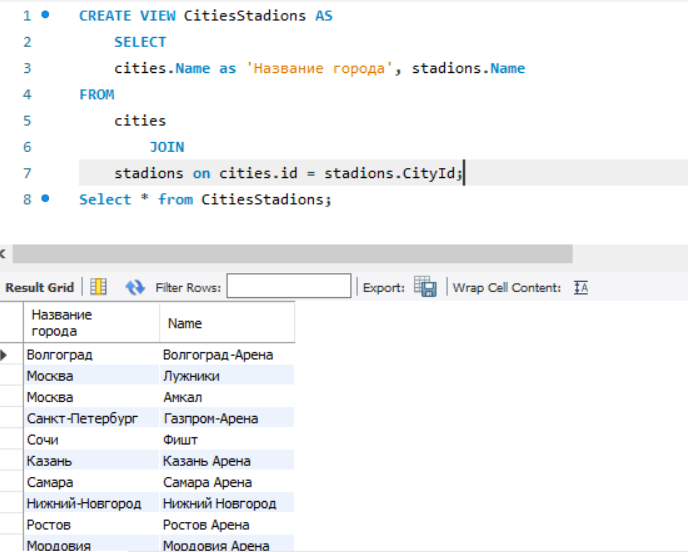 1 CREATE VIEW CitiesStadions AS
2 SELECT
3 cities.Name as 'Название города', stadions.Name
4 FROM
5 cities
6 JOIN
7 stadions on cities.id = stadions.CityId;
8 Select * from CitiesStadions;
Result Grid Filter Rows: Export: Wrap Cell Content: IA
Название
города Name
Волгоград Волгоград-Арена
Москва Лужники
Москва Амкал
Санкт-Петербург Газпром-Арена
Сочи Фишт
Казань Казань Арена
Самара Самара Арена
Нижний-Новгород Нижний Новгород
Ростов Ростов Арена
Мордовия Мордовия Арена